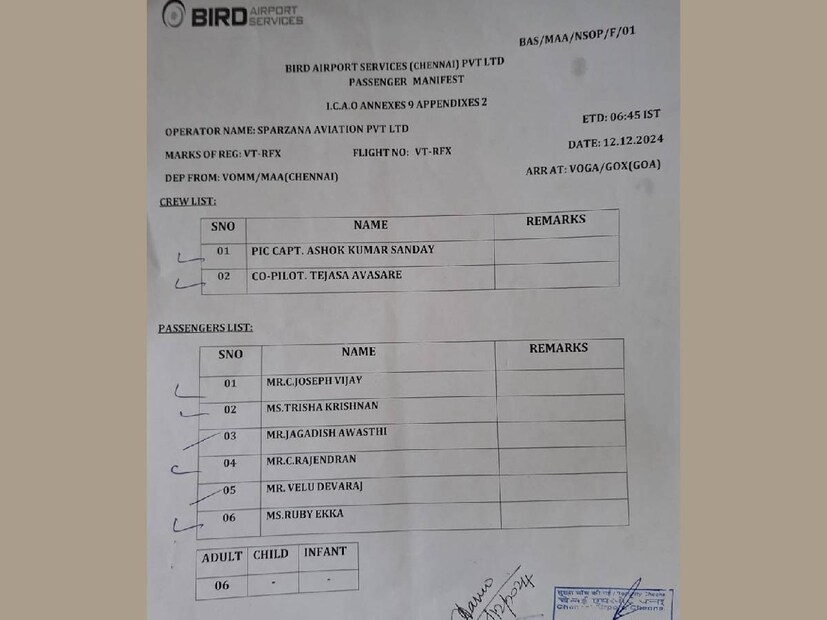 BIRD AIRPORT SERVICES
BAS/MAA/NSOP/F/01
BIRD AIRPORT SERVICES (CHENNAI) PVT LTD
PASSENGER MANIFEST
I.C.A.O ANNEXES 9 APPENDIXES 2
ETD: 06:45 IST
OPERATOR NAME: SPARZANA AVIATION PVT LTD
DATE: 12.12.2024
MARKS OF REG: VT-RFX FLIGHT NO: VT-RFX
ARR AT: VOGA/GOX(GOA)
DEP FROM: VOMM/MAA(CHENNAI)
CREW LIST:
SNO NAME REMARKS
01 PIC CAPT. ASHOK KUMAR SANDAY
02 CO-PILOT. TEJASA AVASARE
PASSENGERS LIST:
SNO NAME REMARKS
01 MR.C.JOSEPH VIJAY
02 MS.TRISHA KRISHNAN
03 MR.JAGADISH AWASTHI
04 MR.C.RAJENDRAN
05 MR. VELU DEVARAJ
06 MS.RUBY EKKA
ADULT CHILD INFANT
06 - -